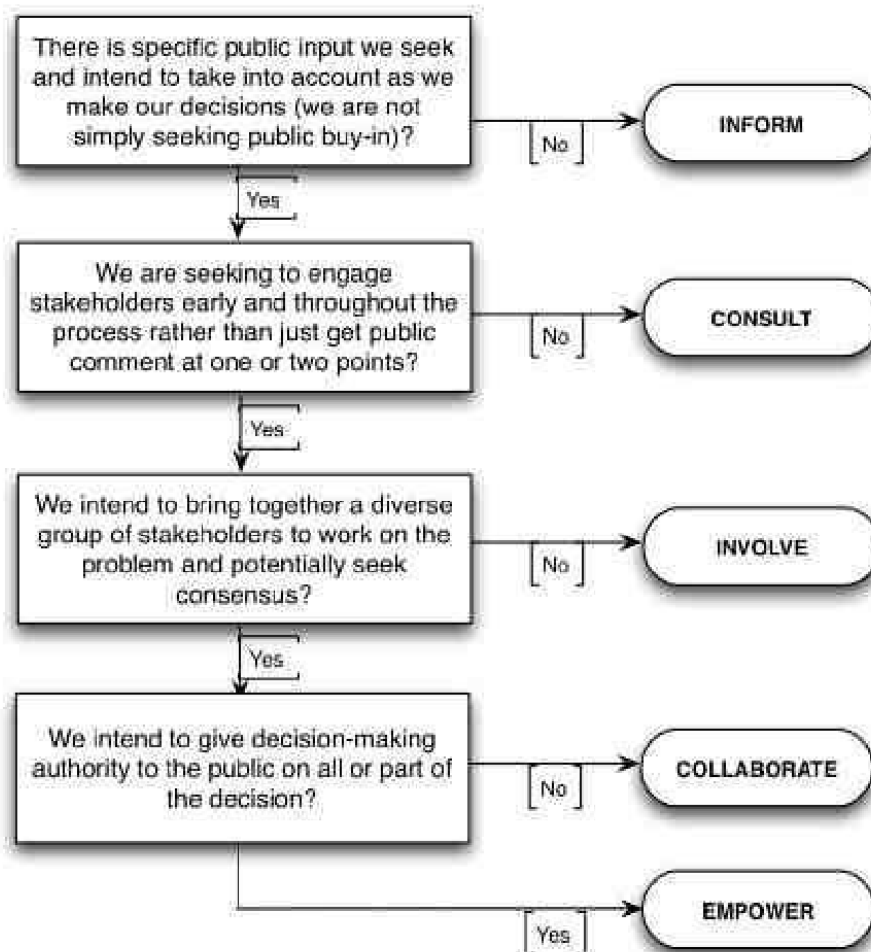 There is specific public input we seek
and intend to take into account as we
make our decisions (we are not
simply seeking public buy-in)?
No
INFORM
Yes
We are seeking to engage
stakeholders early and throughout the
process rather than just get public
comment at one or two points?
No
CONSULT
Yes
We intend to bring together a diverse
group of stakeholders to work on the
problem and potentially seek
consensus?
No
INVOLVE
Yes
We intend to give decision-making
authority to the public on all or part of
the decision?
No
COLLABORATE
Yes
EMPOWER